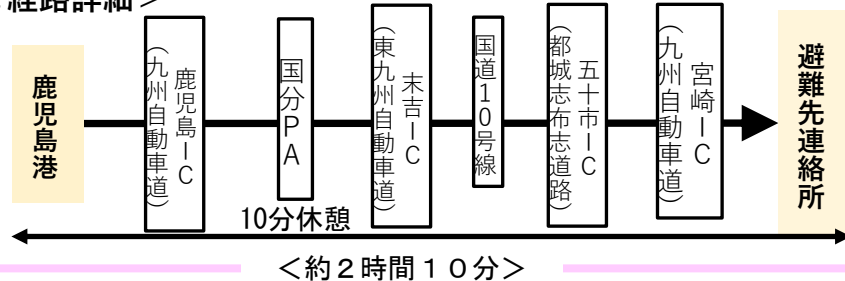 経路詳細＞
鹿児島港
鹿児島ＩＣ
（九州自動車道）
国分ＰＡ
末吉ＩＣ
（東九州自動車道）
国道１０号線
五十市ＩＣ
（都城志布志道路）
宮崎ＩＣ
（九州自動車道）
避難先連絡所
10分休憩
＜約２時間１０分＞